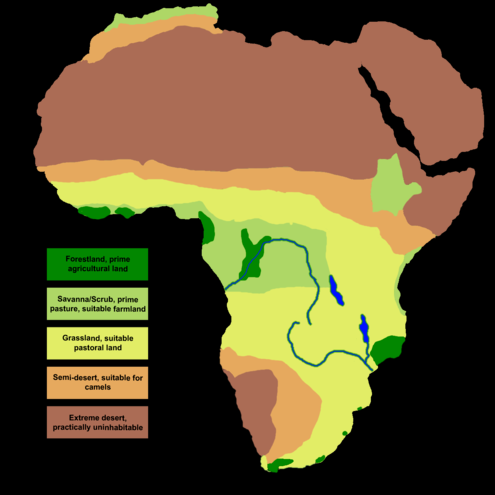 Forestland, prime
agricultural land
Savanna/Scrub, prime
pasture, suitable farmland
Grassland, suitable
pastoral land
Semi-desert, suitable for
camels
Extreme desert,
practically uninhabitable